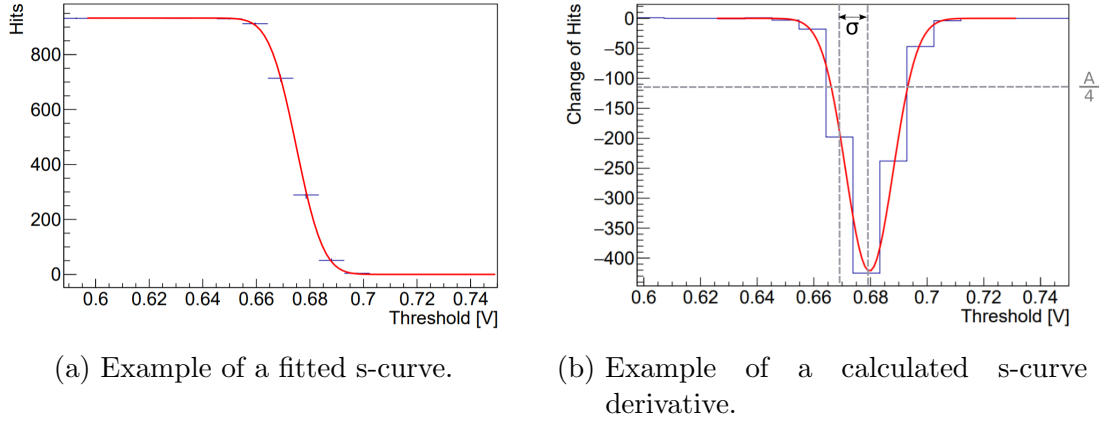 Hits
800
600
400
200
0
0.6 0.62 0.64 0.66 0.68 0.7 0.72 0.74
Threshold [V]
(a) Example of a fitted s-curve.
Change of Hits
0
−50
−100
−150
−200
−250
−300
−350
−400
σ
A
4
0.6 0.62 0.64 0.66 0.68 0.7 0.72 0.74
Threshold [V]
(b) Example of a calculated s-curve
derivative.